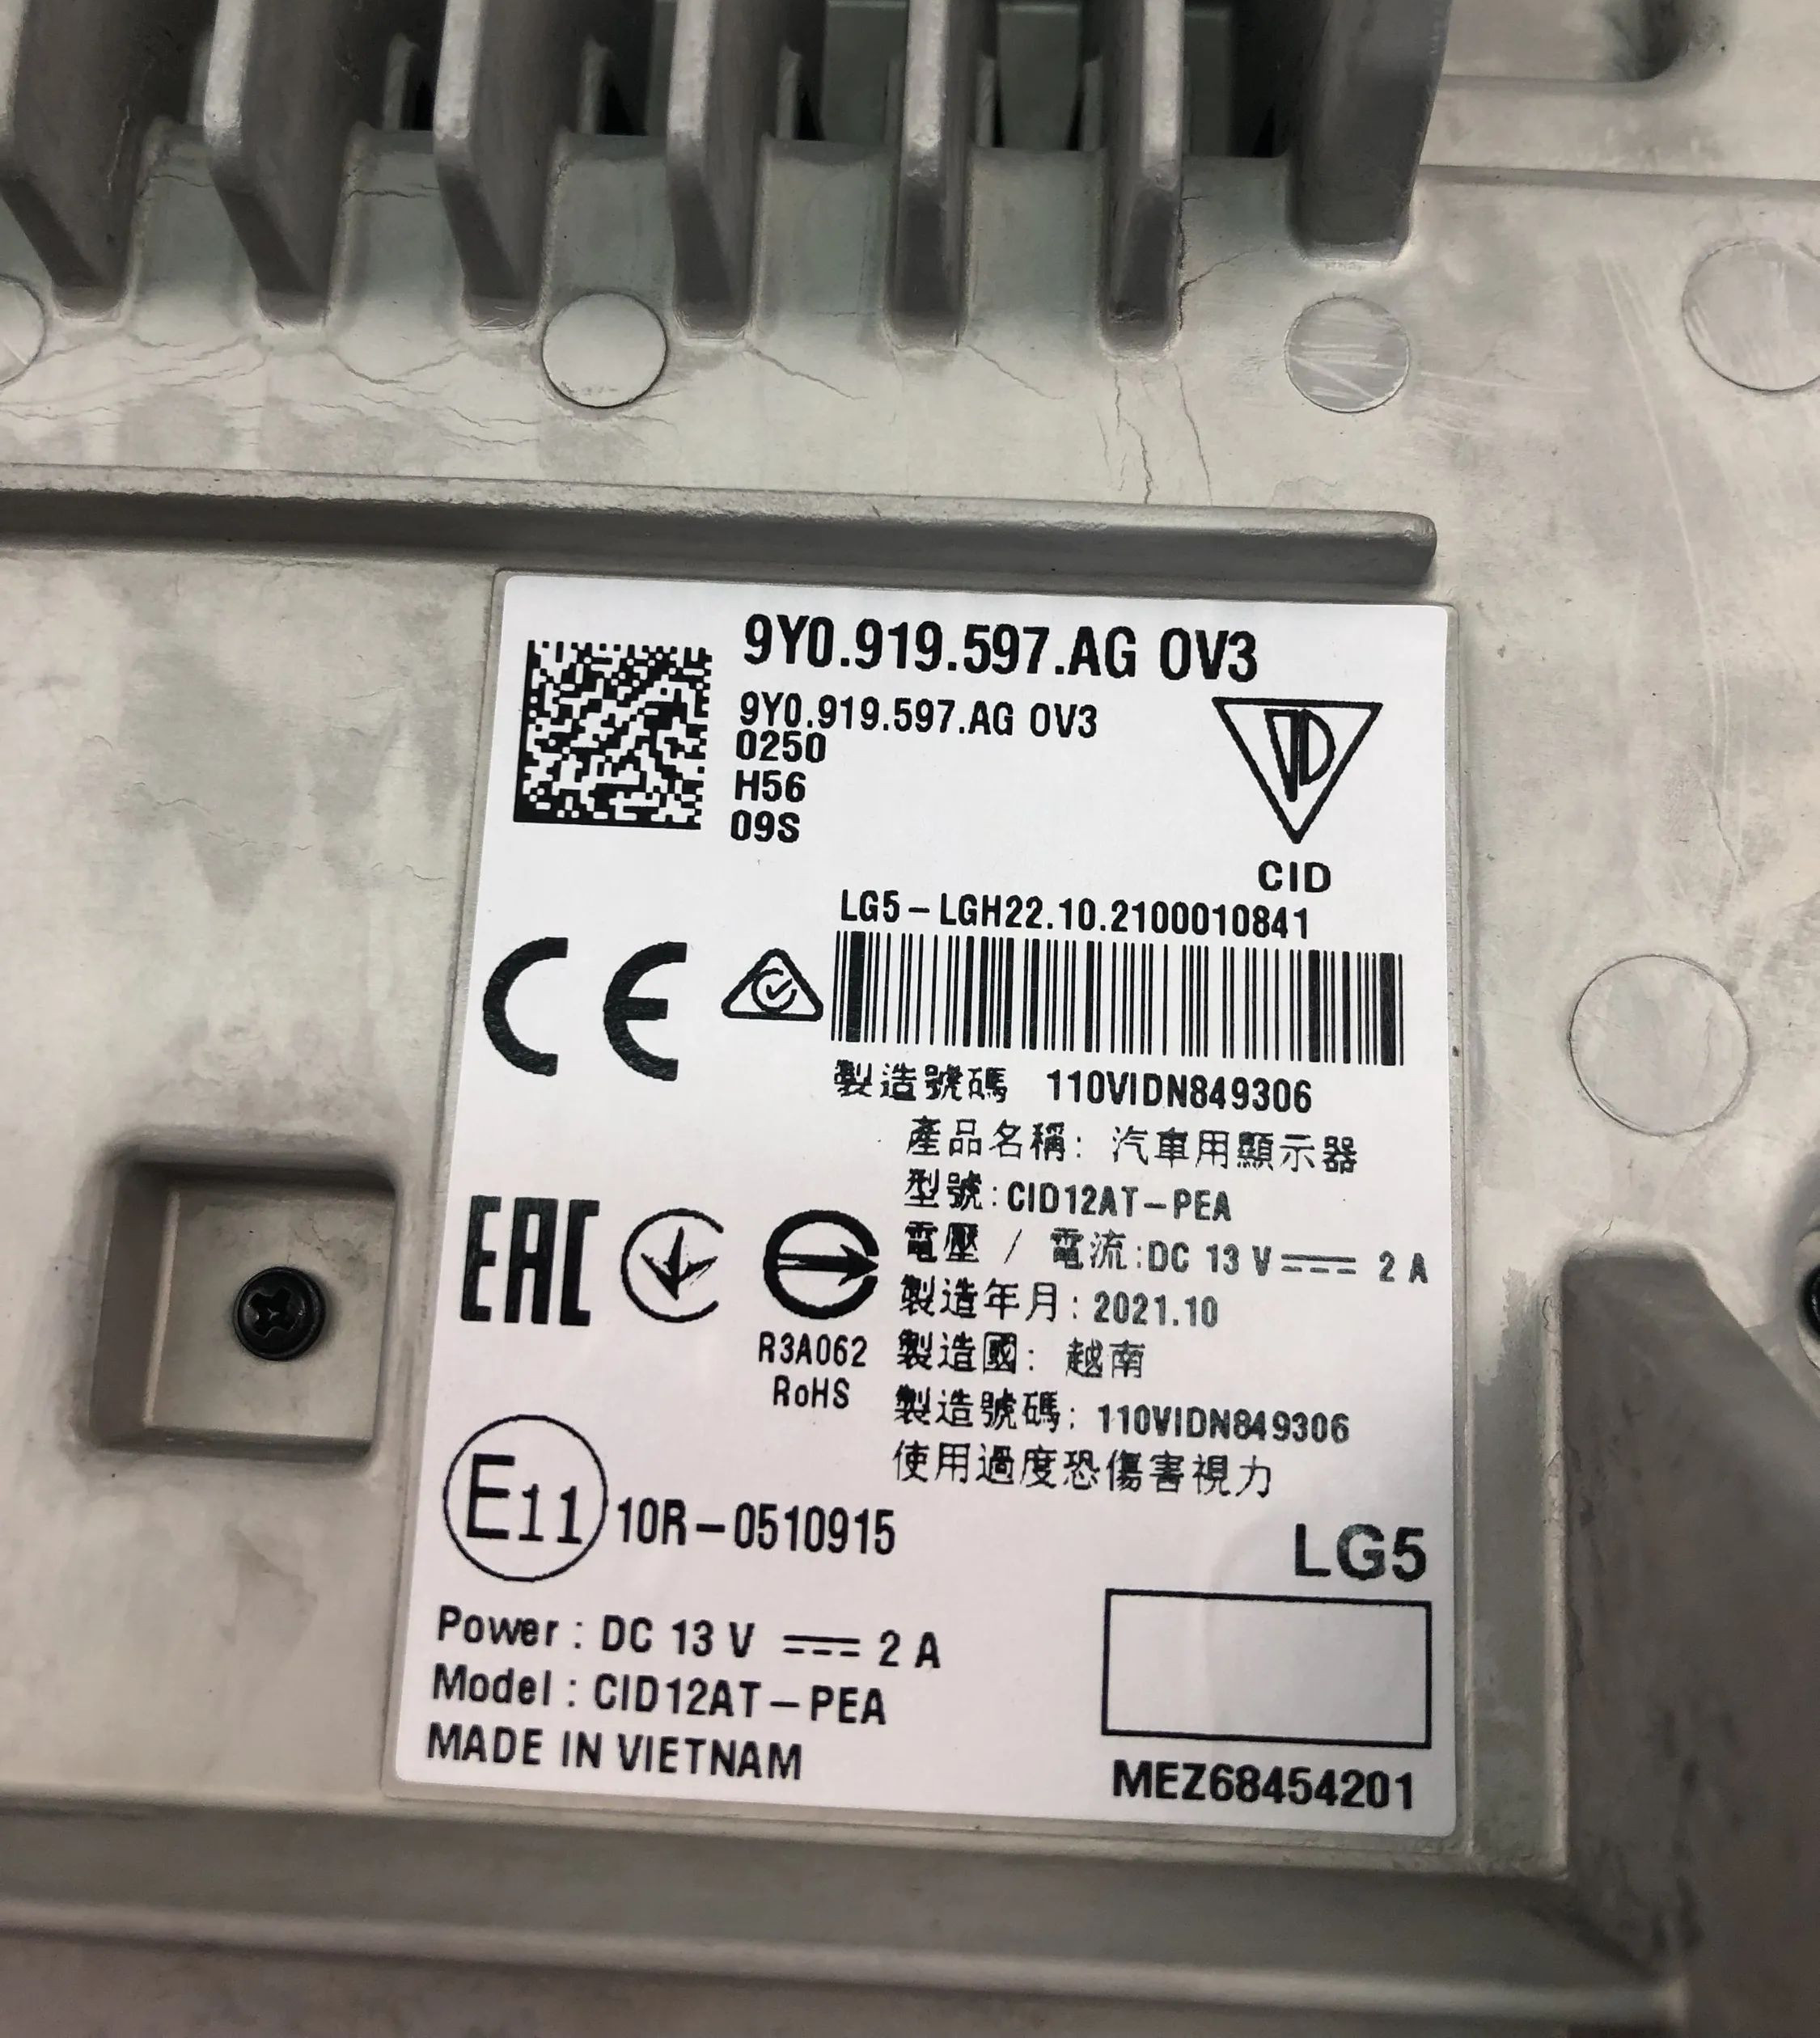 9Y0.919.597.AG 0V3
9Y0.919.597.AG 0V3
0250
H56
09S
CID
LG5-LGH22.10.2100010841
CE
製造號碼 110VIDN849306
產品名稱: 汽車用顯示器
型號:CID12AT-PEA
電壓 / 電流:DC 13 V 2 A
製造年月: 2021.10
製造國: 越南
製造號碼: 110VIDN849306
使用過度恐傷害視力
EAC
R3A062
RoHS
E11 10R-0510915
LG5
Power : DC 13 V 2 A
Model : CID12AT-PEA
MADE IN VIETNAM
MEZ68454201